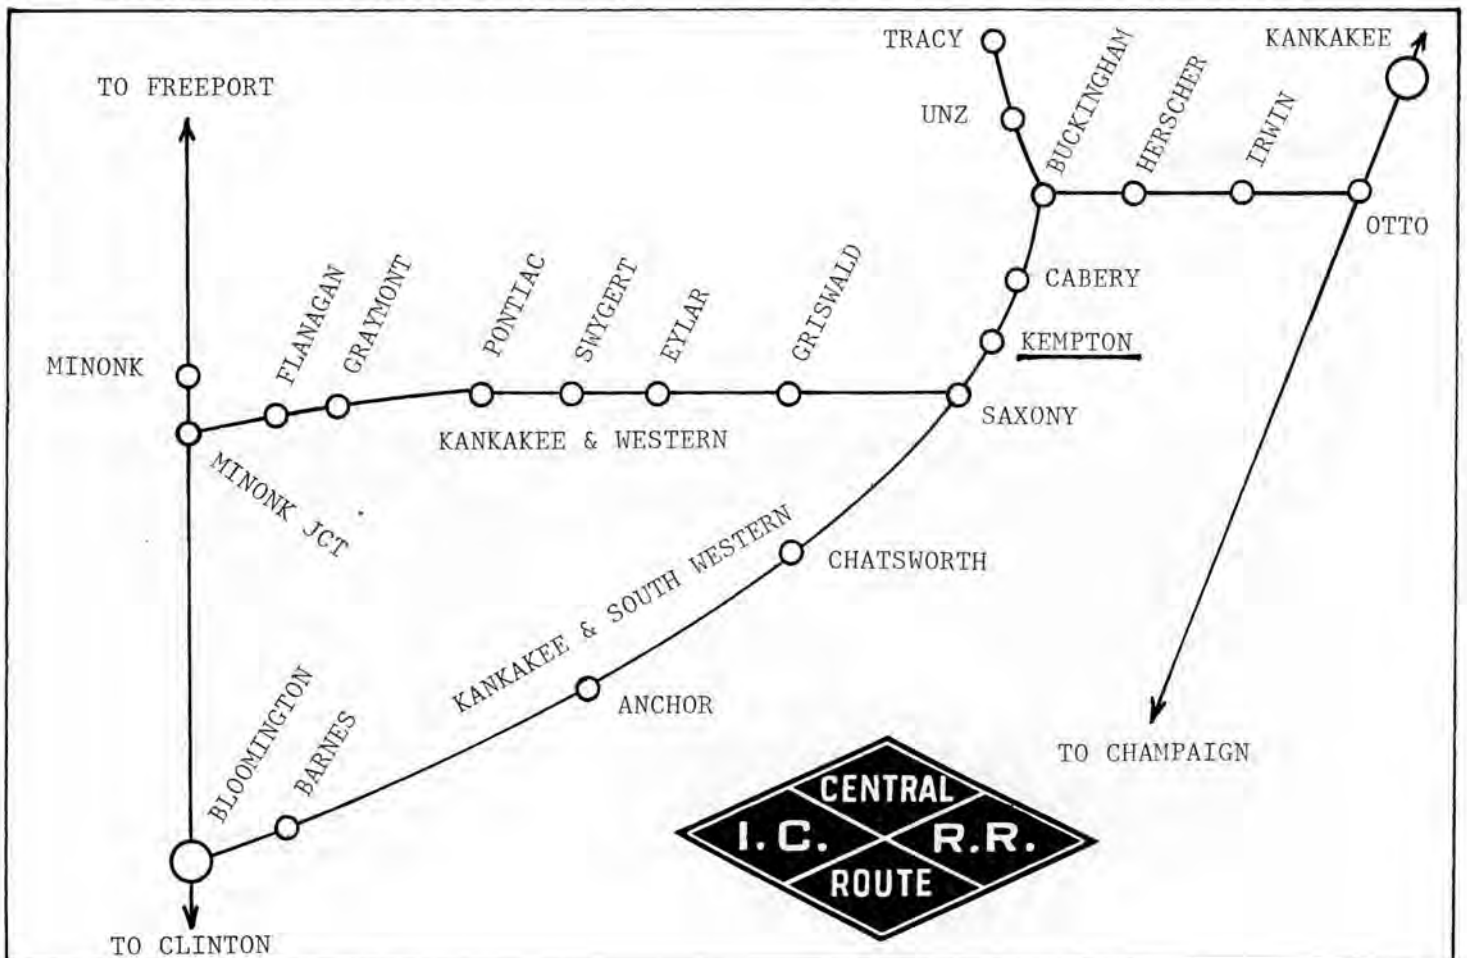 TRACY
KANKAKEE
TO FREEPORT
UNZ
BUCKINGHAM
HERSCHER
IRWIN
OTTO
CABERY
KEMPTON
MINONK
FLANAGAN
GRAYMONT
PONTIAC
SWYGERT
EYLAR
GRISWALD
SAXONY
KANKAKEE & WESTERN
MINONK JCT
KANKAKEE & SOUTH WESTERN
CHATSWORTH
ANCHOR
BLOOMINGTON
BARNES
TO CHAMPAIGN
CENTRAL
I.C. R.R.
ROUTE
TO CLINTON